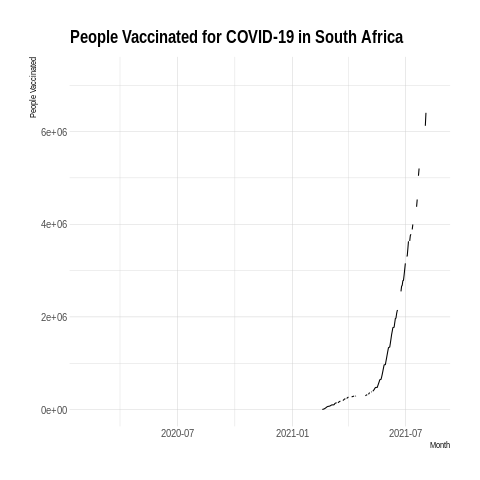 People Vaccinated for COVID-19 in South Africa
People Vaccinated
6e+06
4e+06
2e+06
0e+00
2020-07 2021-01 2021-07
Month